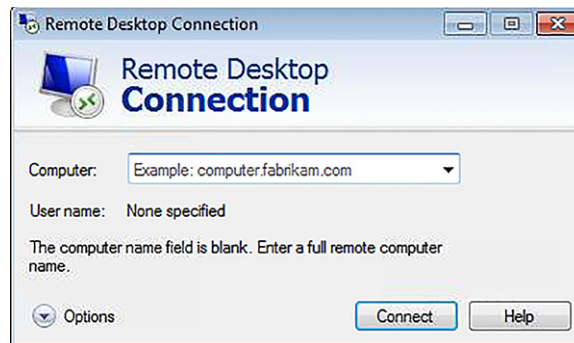 Remote Desktop Connection
Remote Desktop
Connection
Computer: Example: computer.fabrikam.com
User name: None specified
The computer name field is blank. Enter a full remote computer
name.
Options Connect Help